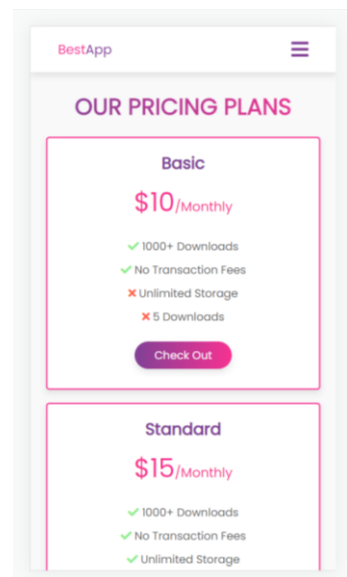 BestApp
OUR PRICING PLANS
Basic
$10/Monthly
1000+ Downloads
No Transaction Fees
Unlimited Storage
5 Downloads
Check Out
Standard
$15/Monthly
1000+ Downloads
No Transaction Fees
Unlimited Storage